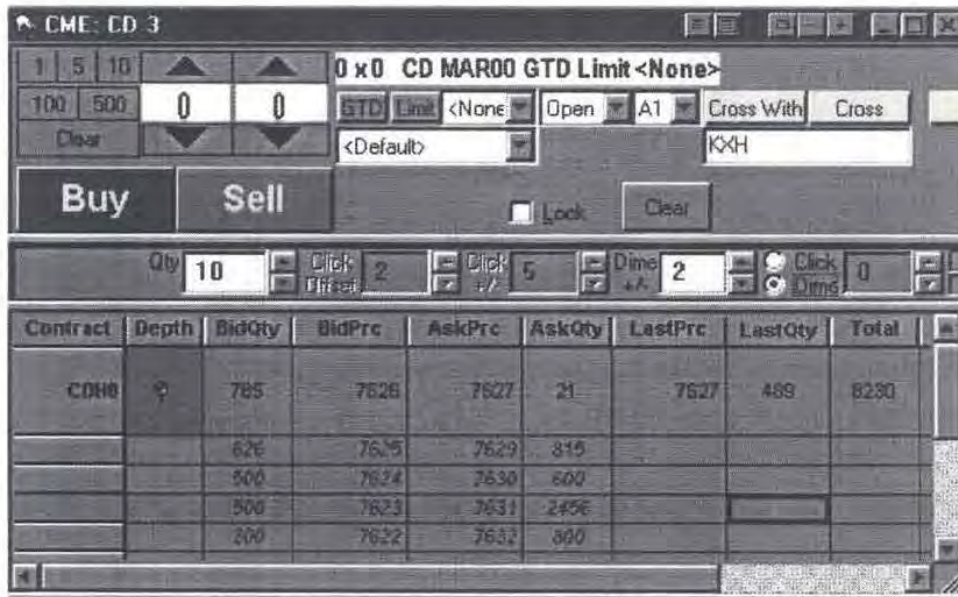 CME: CD 3
1 5 10
0 x 0 CD MAR00 GTD Limit <None>
100 500 0 0 GTD Limit <None Open A1 Cross With Cross
Clear <Default> KXH
Buy Sell Lock Clear
Qty 10 Click Offset 2 Click +/- 5 Dime +/- 2 Click Dime 0
Contract Depth BidQty BidPrc AskPrc AskQty LastPrc LastQty Total
CDH0 785 7626 7627 21 7627 489 8230
626 7625 7629 815
500 7624 7630 600
500 7623 7631 2456
7622 7632 800